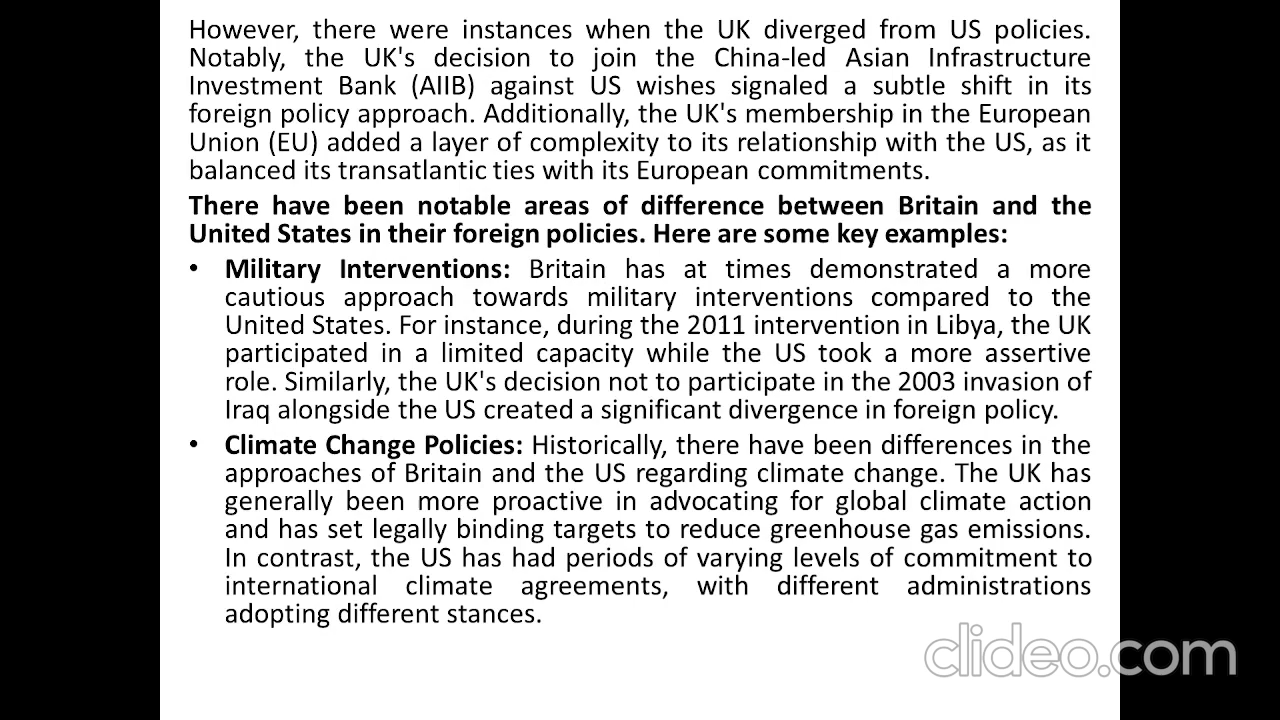 However, there were instances when the UK diverged from US policies.
Notably, the UK's decision to join the China-led Asian Infrastructure
Investment Bank (AIIB) against US wishes signaled a subtle shift in its
foreign policy approach. Additionally, the UK's membership in the European
Union (EU) added a layer of complexity to its relationship with the US, as it
balanced its transatlantic ties with its European commitments.
There have been notable areas of difference between Britain and the
United States in their foreign policies. Here are some key examples:
• Military Interventions: Britain has at times demonstrated a more
cautious approach towards military interventions compared to the
United States. For instance, during the 2011 intervention in Libya, the UK
participated in a limited capacity while the US took a more assertive
role. Similarly, the UK's decision not to participate in the 2003 invasion of
Iraq alongside the US created a significant divergence in foreign policy.
• Climate Change Policies: Historically, there have been differences in the
approaches of Britain and the US regarding climate change. The UK has
generally been more proactive in advocating for global climate action
and has set legally binding targets to reduce greenhouse gas emissions.
In contrast, the US has had periods of varying levels of commitment to
international climate agreements, with different administrations
adopting different stances.
clideo.com